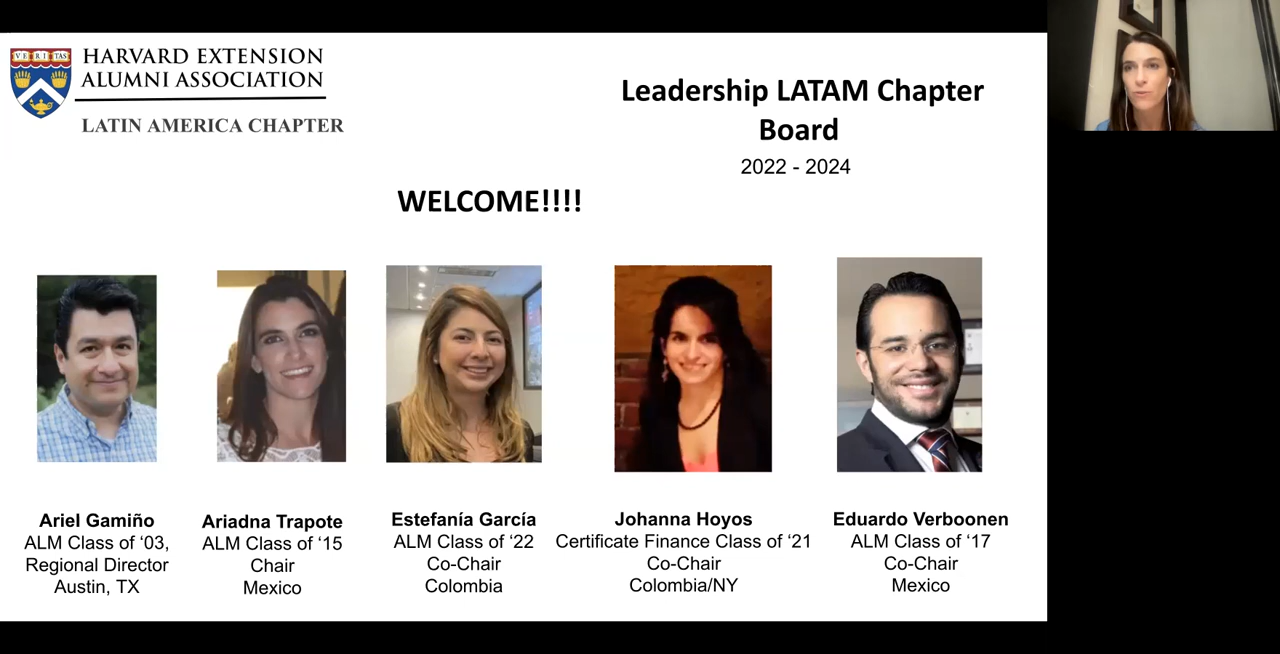 VE RI TAS
HARVARD EXTENSION
ALUMNI ASSOCIATION
LATIN AMERICA CHAPTER
Leadership LATAM Chapter
Board
2022 - 2024
WELCOME!!!!
Ariel Gamiño
ALM Class of ‘03,
Regional Director
Austin, TX
Ariadna Trapote
ALM Class of ‘15
Chair
Mexico
Estefanía García
ALM Class of ‘22
Co-Chair
Colombia
Johanna Hoyos
Certificate Finance Class of ‘21
Co-Chair
Colombia/NY
Eduardo Verboonen
ALM Class of ‘17
Co-Chair
Mexico